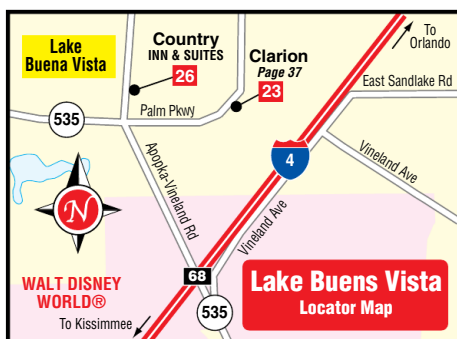 Lake
Buena Vista
Country
INN & SUITES
26
Clarion
Page 37
23
To
Orlando
East Sandlake Rd
535
Palm Pkwy
Apopka-Vineland Rd
4
Vineland Ave
Vineland Ave
N
68
WALT DISNEY
WORLD®
To Kissimmee
535
Lake Buens Vista
Locator Map